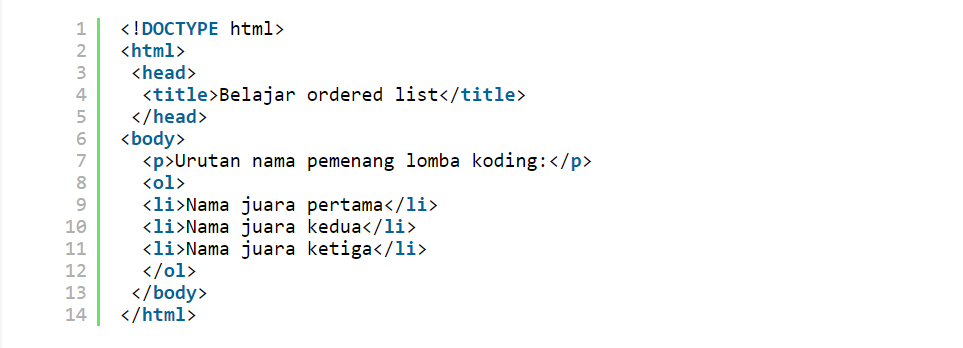 1 <!DOCTYPE html>
2 <html>
3 <head>
4 <title>Belajar ordered list</title>
5 </head>
6 <body>
7 <p>Urutan nama pemenang lomba koding:</p>
8 <ol>
9 <li>Nama juara pertama</li>
10 <li>Nama juara kedua</li>
11 <li>Nama juara ketiga</li>
12 </ol>
13 </body>
14 </html>